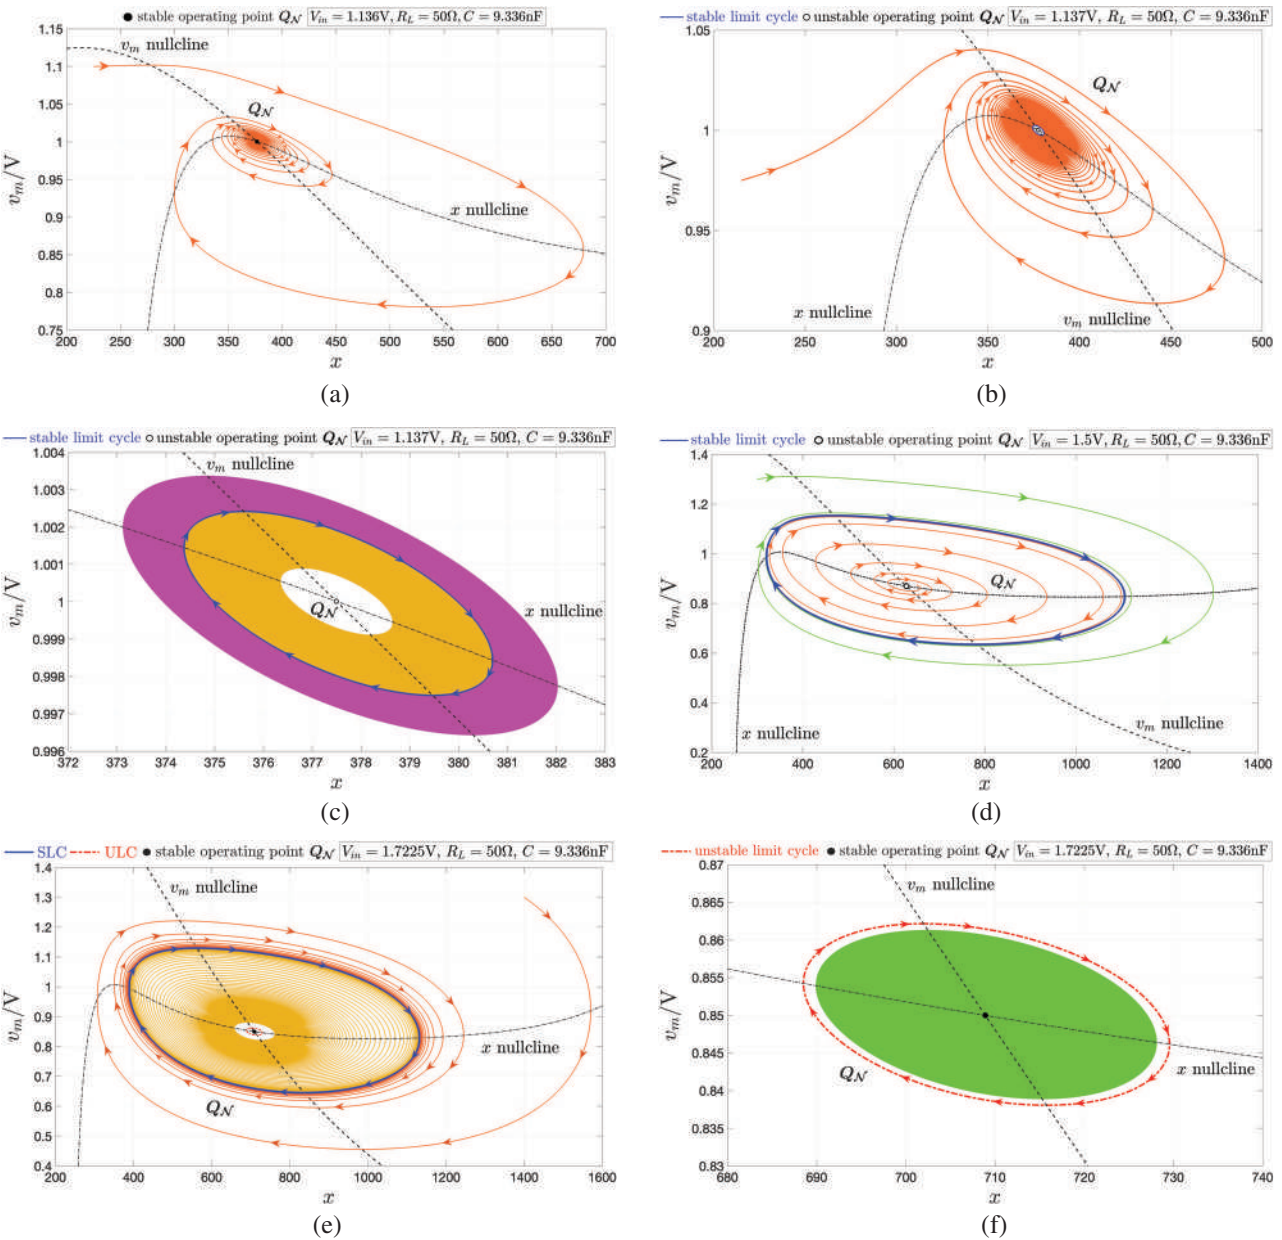 ● stable operating point Q𝒩 V_in = 1.136V, R_L = 50Ω, C = 9.336nF
1.15
1.1
1.05
1
0.95
0.9
0.85
0.8
0.75
v_m/V
v_m nullcline
Q𝒩
x nullcline
200 250 300 350 400 450 500 550 600 650 700
x
(a)
stable limit cycle ○ unstable operating point Q𝒩 V_in = 1.137V, R_L = 50Ω, C = 9.336nF
1.05
1
0.95
0.9
v_m/V
Q𝒩
x nullcline
v_m nullcline
200 250 300 350 400 450 500
x
(b)
stable limit cycle ○ unstable operating point Q𝒩 V_in = 1.137V, R_L = 50Ω, C = 9.336nF
1.004
1.003
1.002
1.001
1
0.999
0.998
0.997
0.996
v_m/V
v_m nullcline
Q𝒩
x nullcline
372 373 374 375 376 377 378 379 380 381 382 383
x
(c)
stable limit cycle ○ unstable operating point Q𝒩 V_in = 1.5V, R_L = 50Ω, C = 9.336nF
1.4
1.2
1
0.8
0.6
0.4
0.2
v_m/V
Q𝒩
x nullcline
v_m nullcline
200 400 600 800 1000 1200 1400
x
(d)
SLC ULC ● stable operating point Q𝒩 V_in = 1.7225V, R_L = 50Ω, C = 9.336nF
1.4
1.3
1.2
1.1
1
0.9
0.8
0.7
0.6
0.5
0.4
v_m/V
v_m nullcline
x nullcline
Q𝒩
200 400 600 800 1000 1200 1400 1600
x
(e)
unstable limit cycle ● stable operating point Q𝒩 V_in = 1.7225V, R_L = 50Ω, C = 9.336nF
0.87
0.865
0.86
0.855
0.85
0.845
0.84
0.835
0.83
v_m/V
v_m nullcline
Q𝒩
x nullcline
680 690 700 710 720 730 740
x
(f)